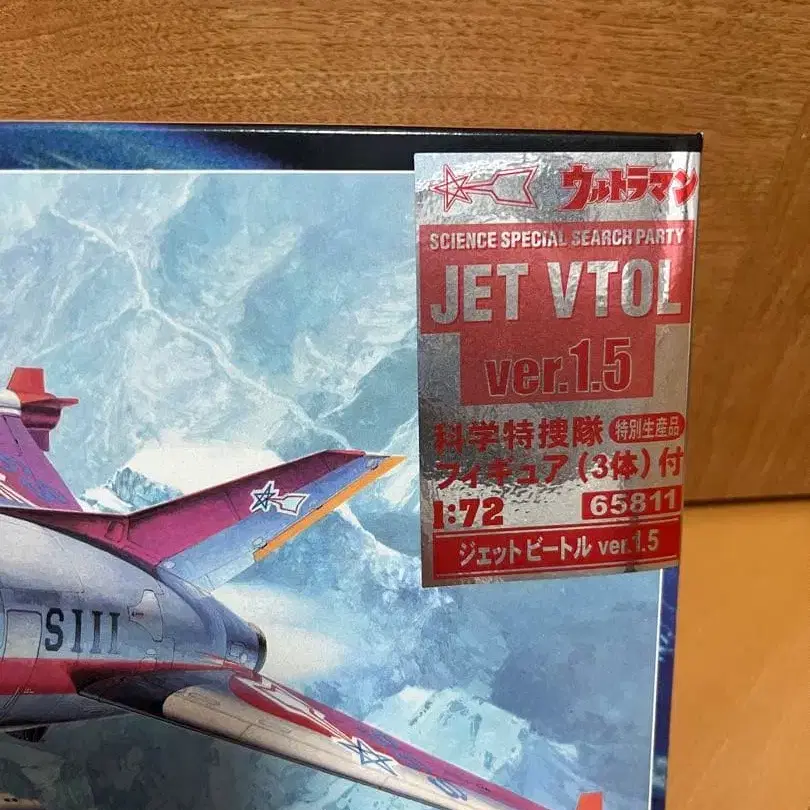 ウルトラマン
SCIENCE SPECIAL SEARCH PARTY
JET VTOL
ver.1.5
科学特捜隊 特別生産品
フィギュア(3体)付
1:72 65811
ジェットビートル ver.1.5
SIII